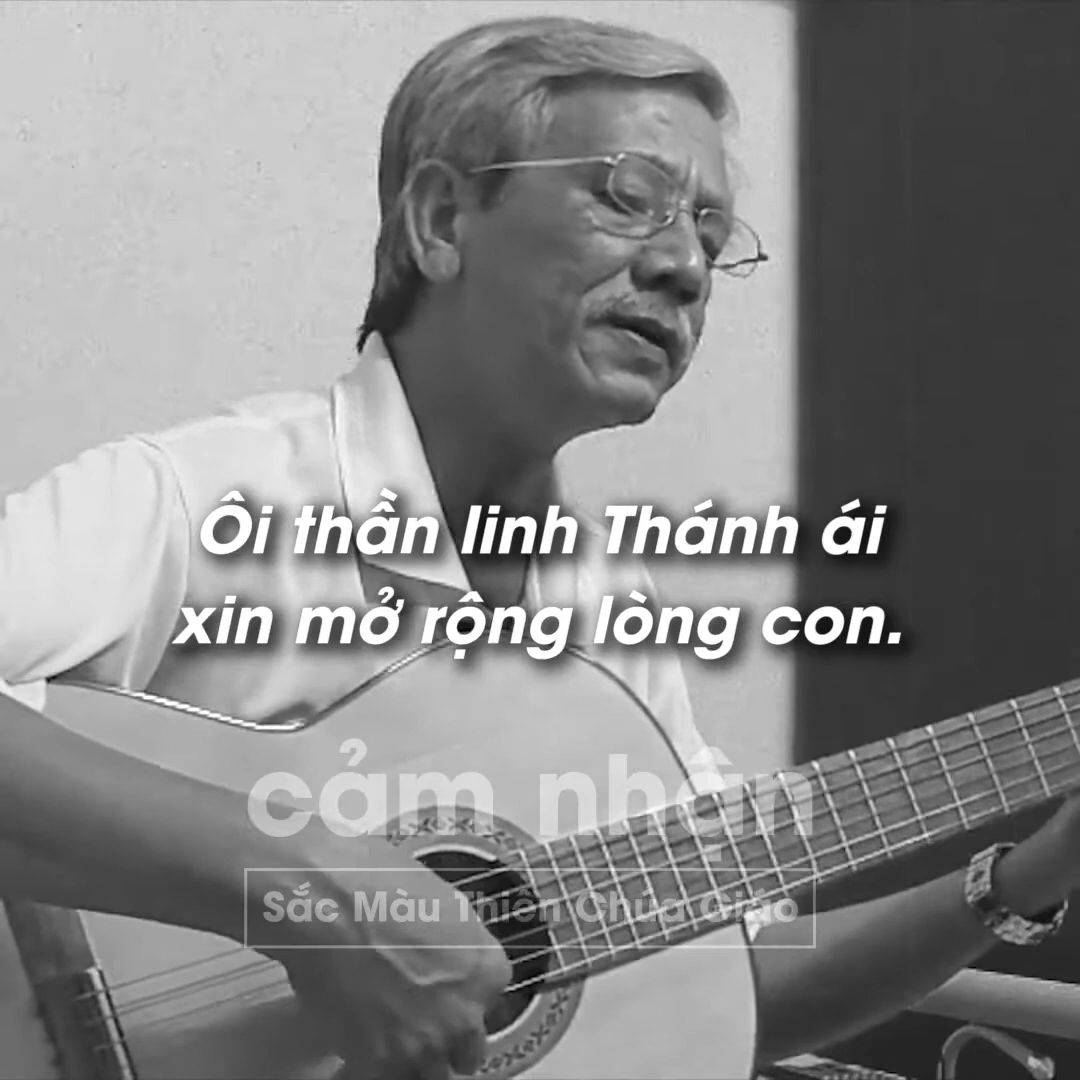 Ôi thần linh Thánh ái
xin mở rộng lòng con.
cảm nhận
Sắc Màu Thiên Chúa Giáo